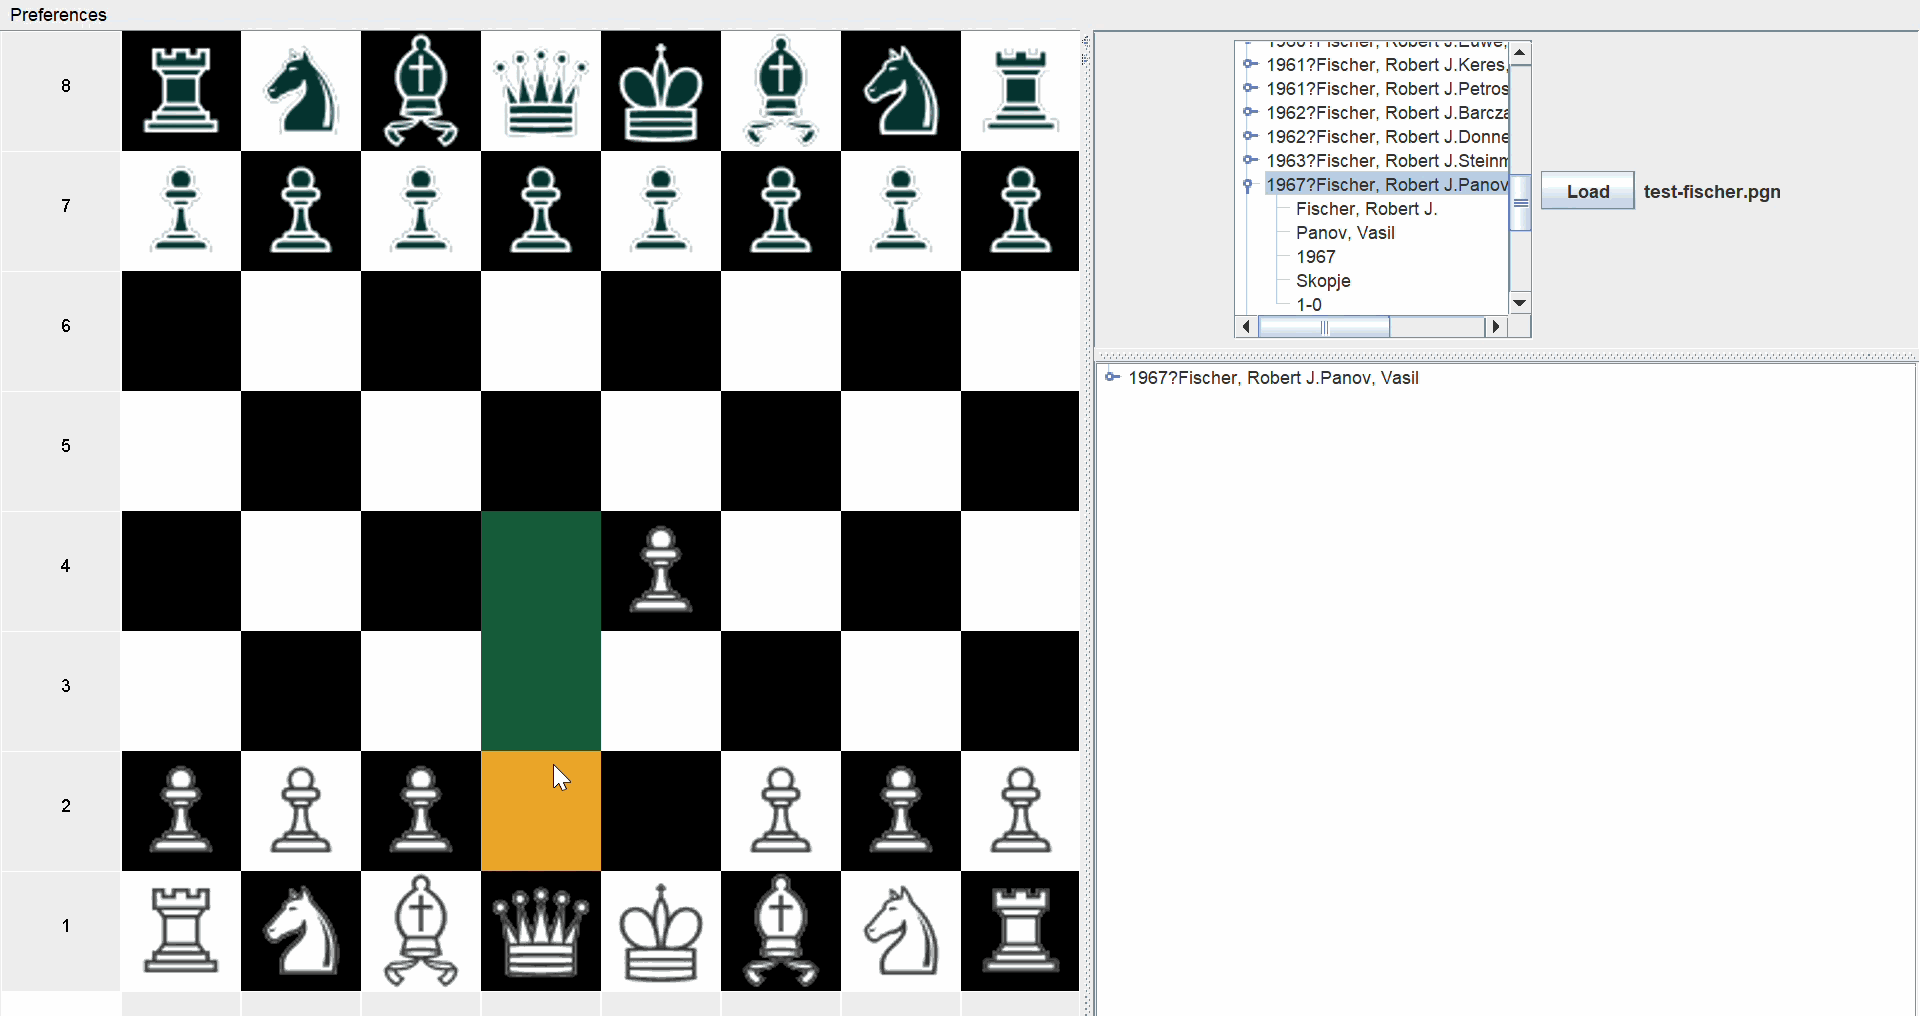 Preferences
8
7
6
5
4
3
2
1
1961?Fischer, Robert J.Keres,
1961?Fischer, Robert J.Petros
1962?Fischer, Robert J.Barcza
1962?Fischer, Robert J.Donne
1963?Fischer, Robert J.Stein
1967?Fischer, Robert J.Panov
Fischer, Robert J.
Panov, Vasil
1967
Skopje
1-0
Load
test-fischer.pgn
1967?Fischer, Robert J.Panov, Vasil